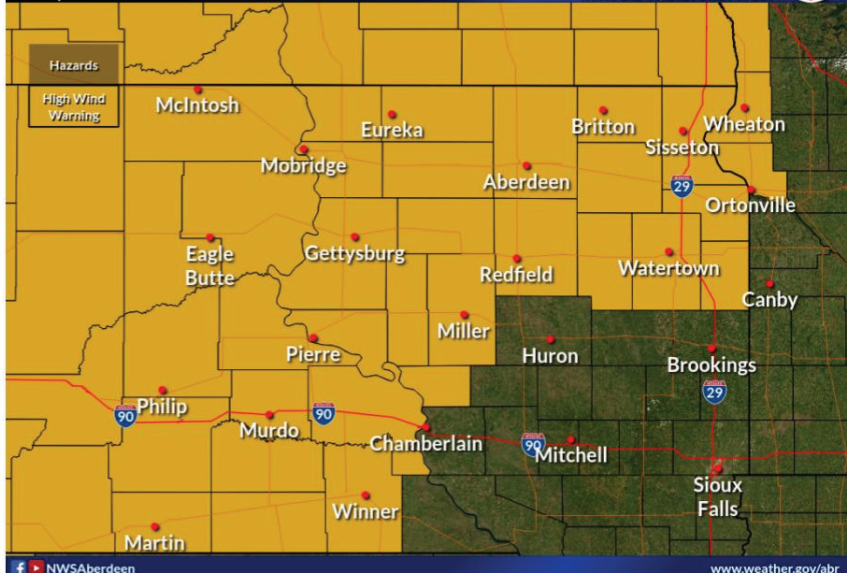 Hazards
High Wind
Warning
McIntosh
Eureka
Britton
Wheaton
Sisseton
Mobridge
Aberdeen
29
Ortonville
Eagle
Butte
Gettysburg
Redfield
Watertown
Canby
Miller
Pierre
Huron
Brookings
29
Philip
90
Murdo
90
Chamberlain
90
Mitchell
Sioux
Falls
Winner
Martin
NWSAberdeen
www.weather.gov/abr